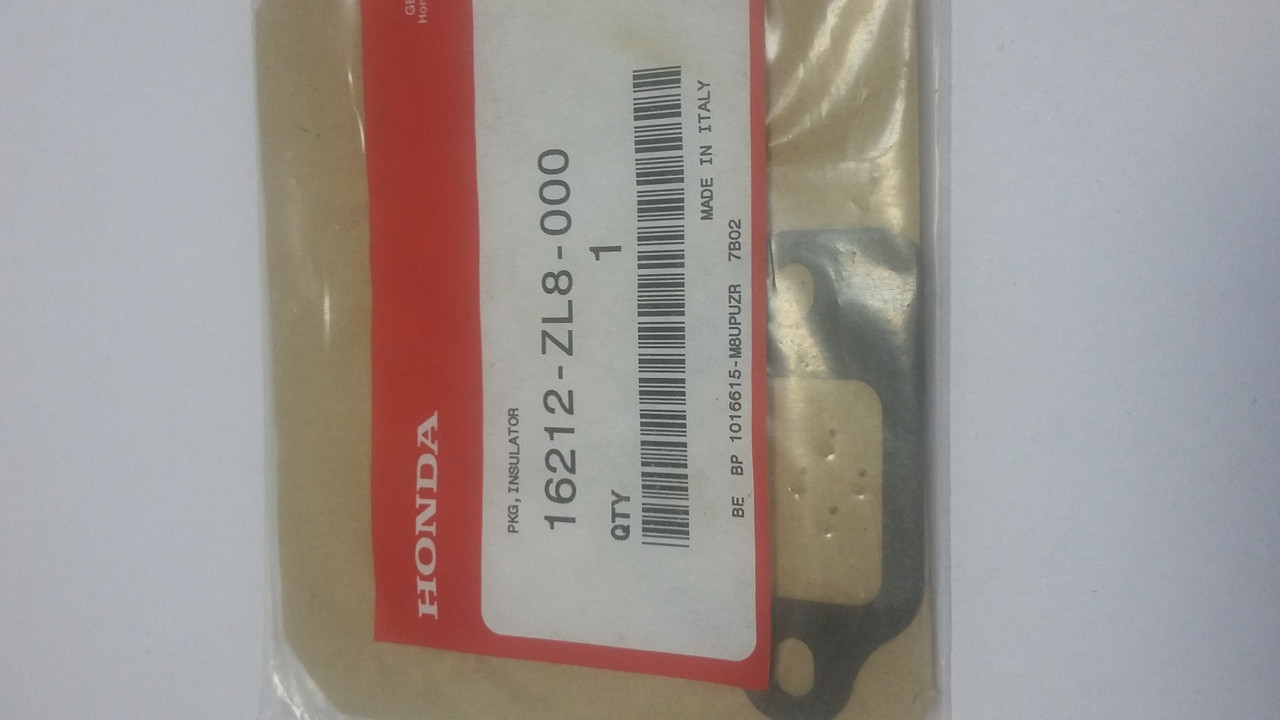 HONDA
PKG,INSULATOR
16212-ZL8-000
QTY 1
MADE IN ITALY
BE BP 1016615-M8UPUZR 7B02